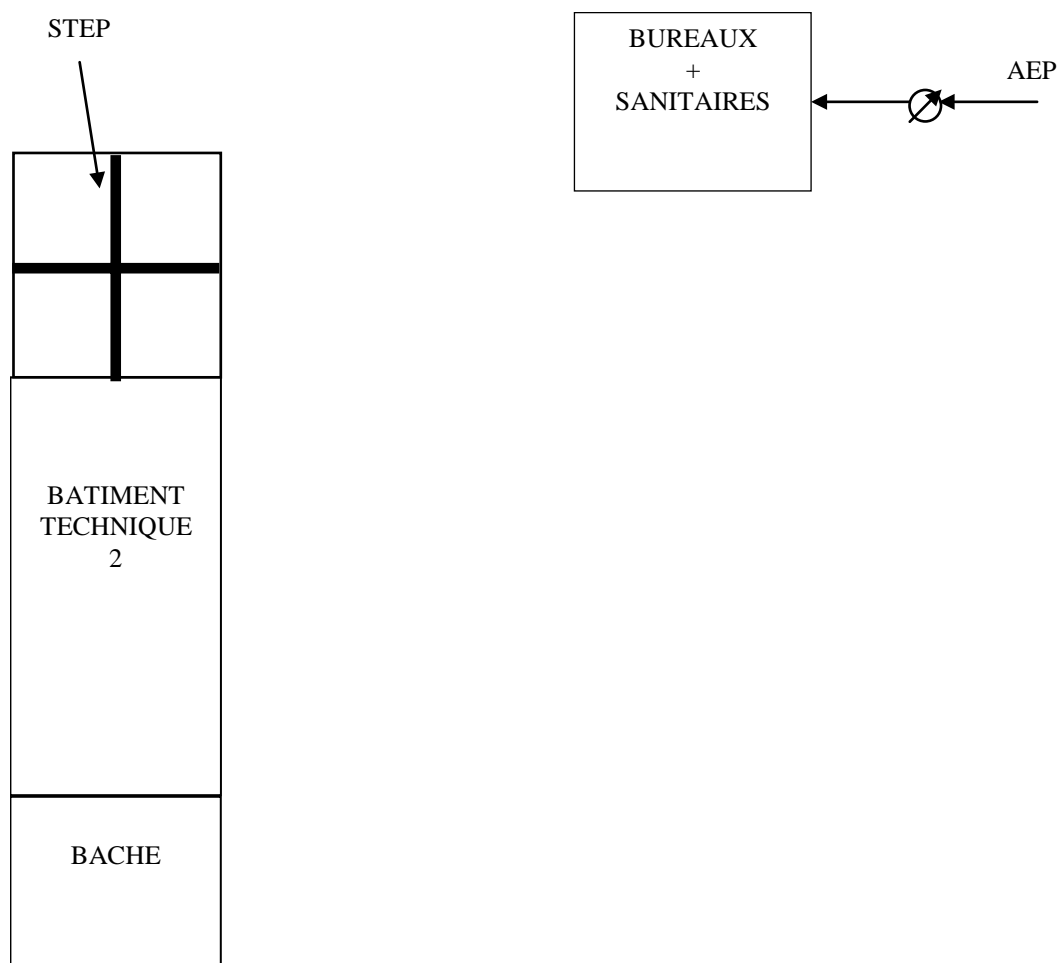 STEP
BUREAUX
+
SANITAIRES
AEP
BATIMENT
TECHNIQUE
2
BACHE